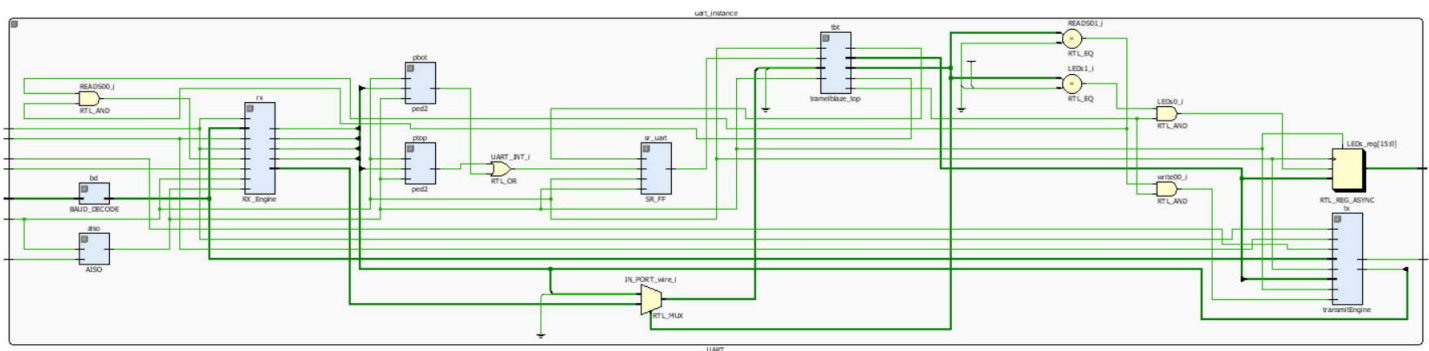 uart_instance
READS01_i
RTL_EQ
tbt
tramelblaze_top
LEDs1_i
RTL_EQ
pbot
ped2
READS00_i
RTL_AND
rx
RX_Engine
LEDs0_i
RTL_AND
ptop
ped2
UART_INT_i
RTL_OR
sr_uart
SR_FF
LEDs_reg[15:0]
RTL_REG_ASYNC
write00_i
RTL_AND
bd
BAUD_DECODE
tx
transmitEngine
aiso
AISO
IN_PORT_wire_i
RTL_MUX
UART